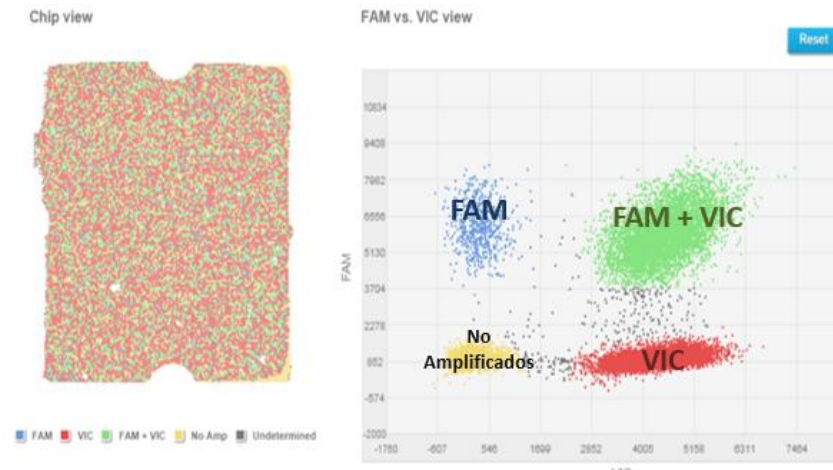 Chip view
FAM vs. VIC view
Reset
10834
9408
7982
6556
5130
3704
2278
852
-574
-2000
FAM
-1760
-607
546
1699
2852
4005
5158
6311
7464
FAM
FAM + VIC
No
Amplificados
VIC
FAM
VIC
FAM + VIC
No Amp
Undetermined